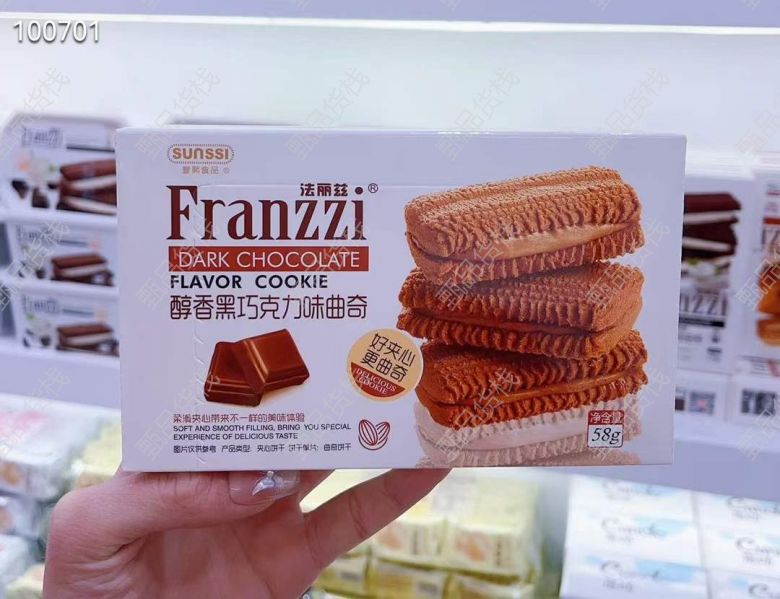 100701
sunssi
法丽兹®
Franzzi
DARK CHOCOLATE
FLAVOR COOKIE
醇香黑巧克力味曲奇
好夹心
更曲奇
DELICIOUS
COOKIE
柔滑夹心带来不一样的美味体验
SOFT AND SMOOTH FILLING, BRING YOU SPECIAL
EXPERIENCE OF DELICIOUS TASTE
图片仅供参考 产品类型: 夹心饼干 饼干单片: 曲奇饼干
净含量
58g
Franzzi
Franzzi